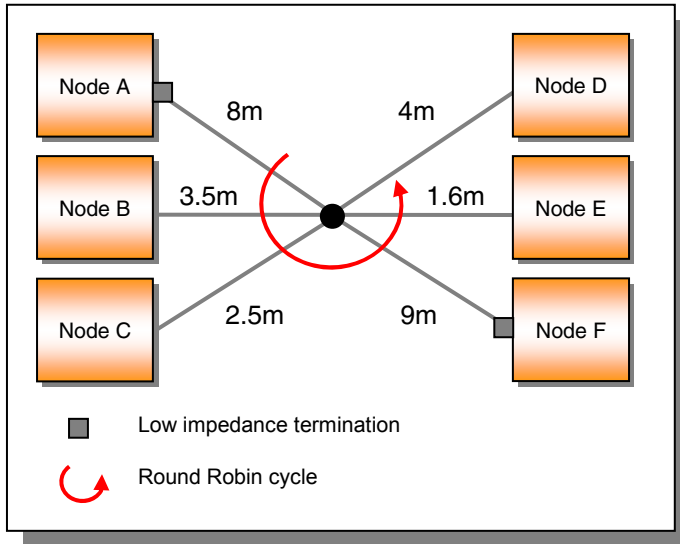 Node A
8m
4m
Node D
Node B
3.5m
1.6m
Node E
Node C
2.5m
9m
Node F
Low impedance termination
Round Robin cycle